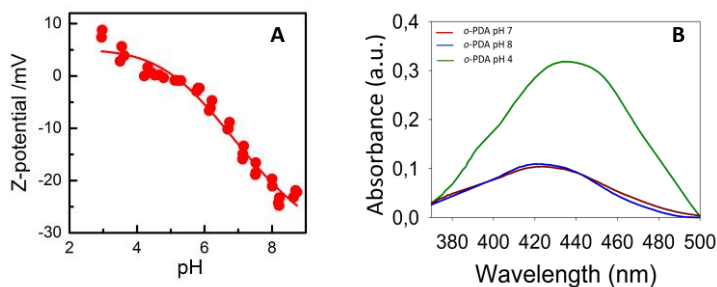 A
Z-potential /mV
10
0
-10
-20
-30
2 4 6 8
pH
B
o-PDA pH 7
o-PDA pH 8
o-PDA pH 4
Absorbance (a.u.)
0,4
0,3
0,2
0,1
0,0
380 400 420 440 460 480 500
Wavelength (nm)